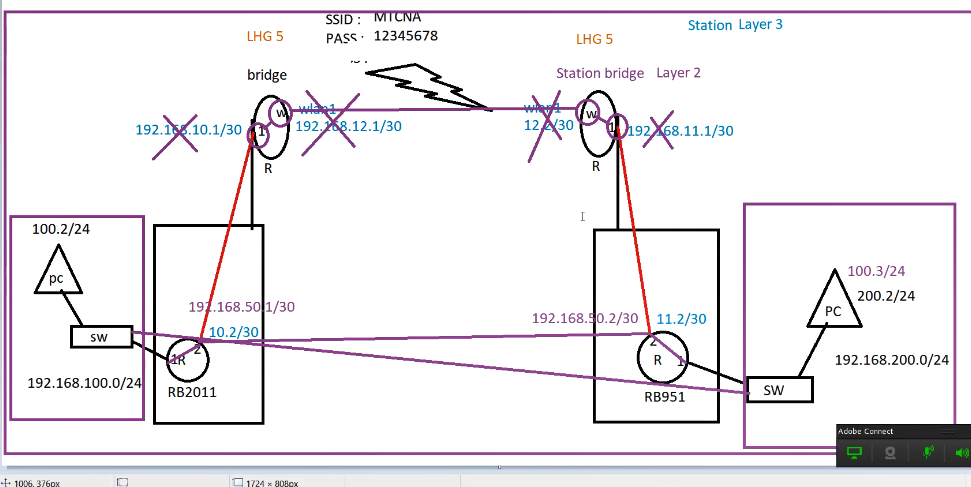 SSID : MTCNA
PASS : 12345678
Station Layer 3
LHG 5
LHG 5
bridge
Station bridge Layer 2
W
wlan1
wlan1
W
192.168.10.1/30
1
192.168.12.1/30
12.2/30
1
192.168.11.1/30
R
R
100.2/24
pc
sw
192.168.100.0/24
192.168.50.1/30
10.2/30
2
1R
RB2011
192.168.50.2/30
11.2/30
2
R
1
RB951
100.3/24
200.2/24
PC
192.168.200.0/24
SW
Adobe Connect
1006, 376px
1724 × 808px